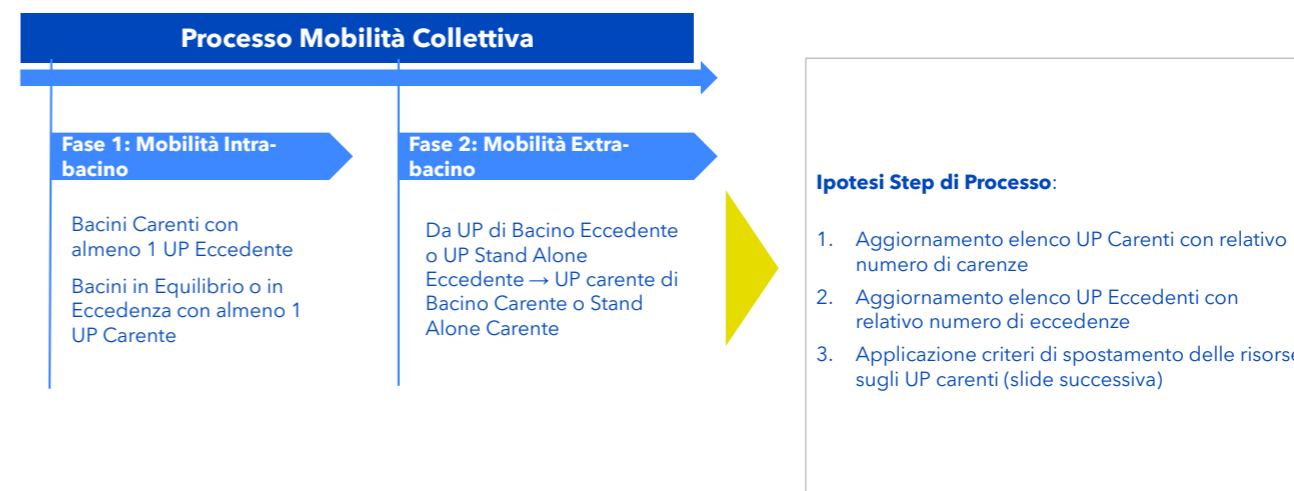 Processo Mobilità Collettiva
Fase 1: Mobilità Intra-
bacino
Bacini Carenti con
almeno 1 UP Eccedente
Bacini in Equilibrio o in
Eccedenza con almeno 1
UP Carente
Fase 2: Mobilità Extra-
bacino
Da UP di Bacino Eccedente
o UP Stand Alone
Eccedente → UP carente di
Bacino Carente o Stand
Alone Carente
Ipotesi Step di Processo:
1. Aggiornamento elenco UP Carenti con relativo
numero di carenze
2. Aggiornamento elenco UP Eccedenti con
relativo numero di eccedenze
3. Applicazione criteri di spostamento delle risorse
sugli UP carenti (slide successiva)